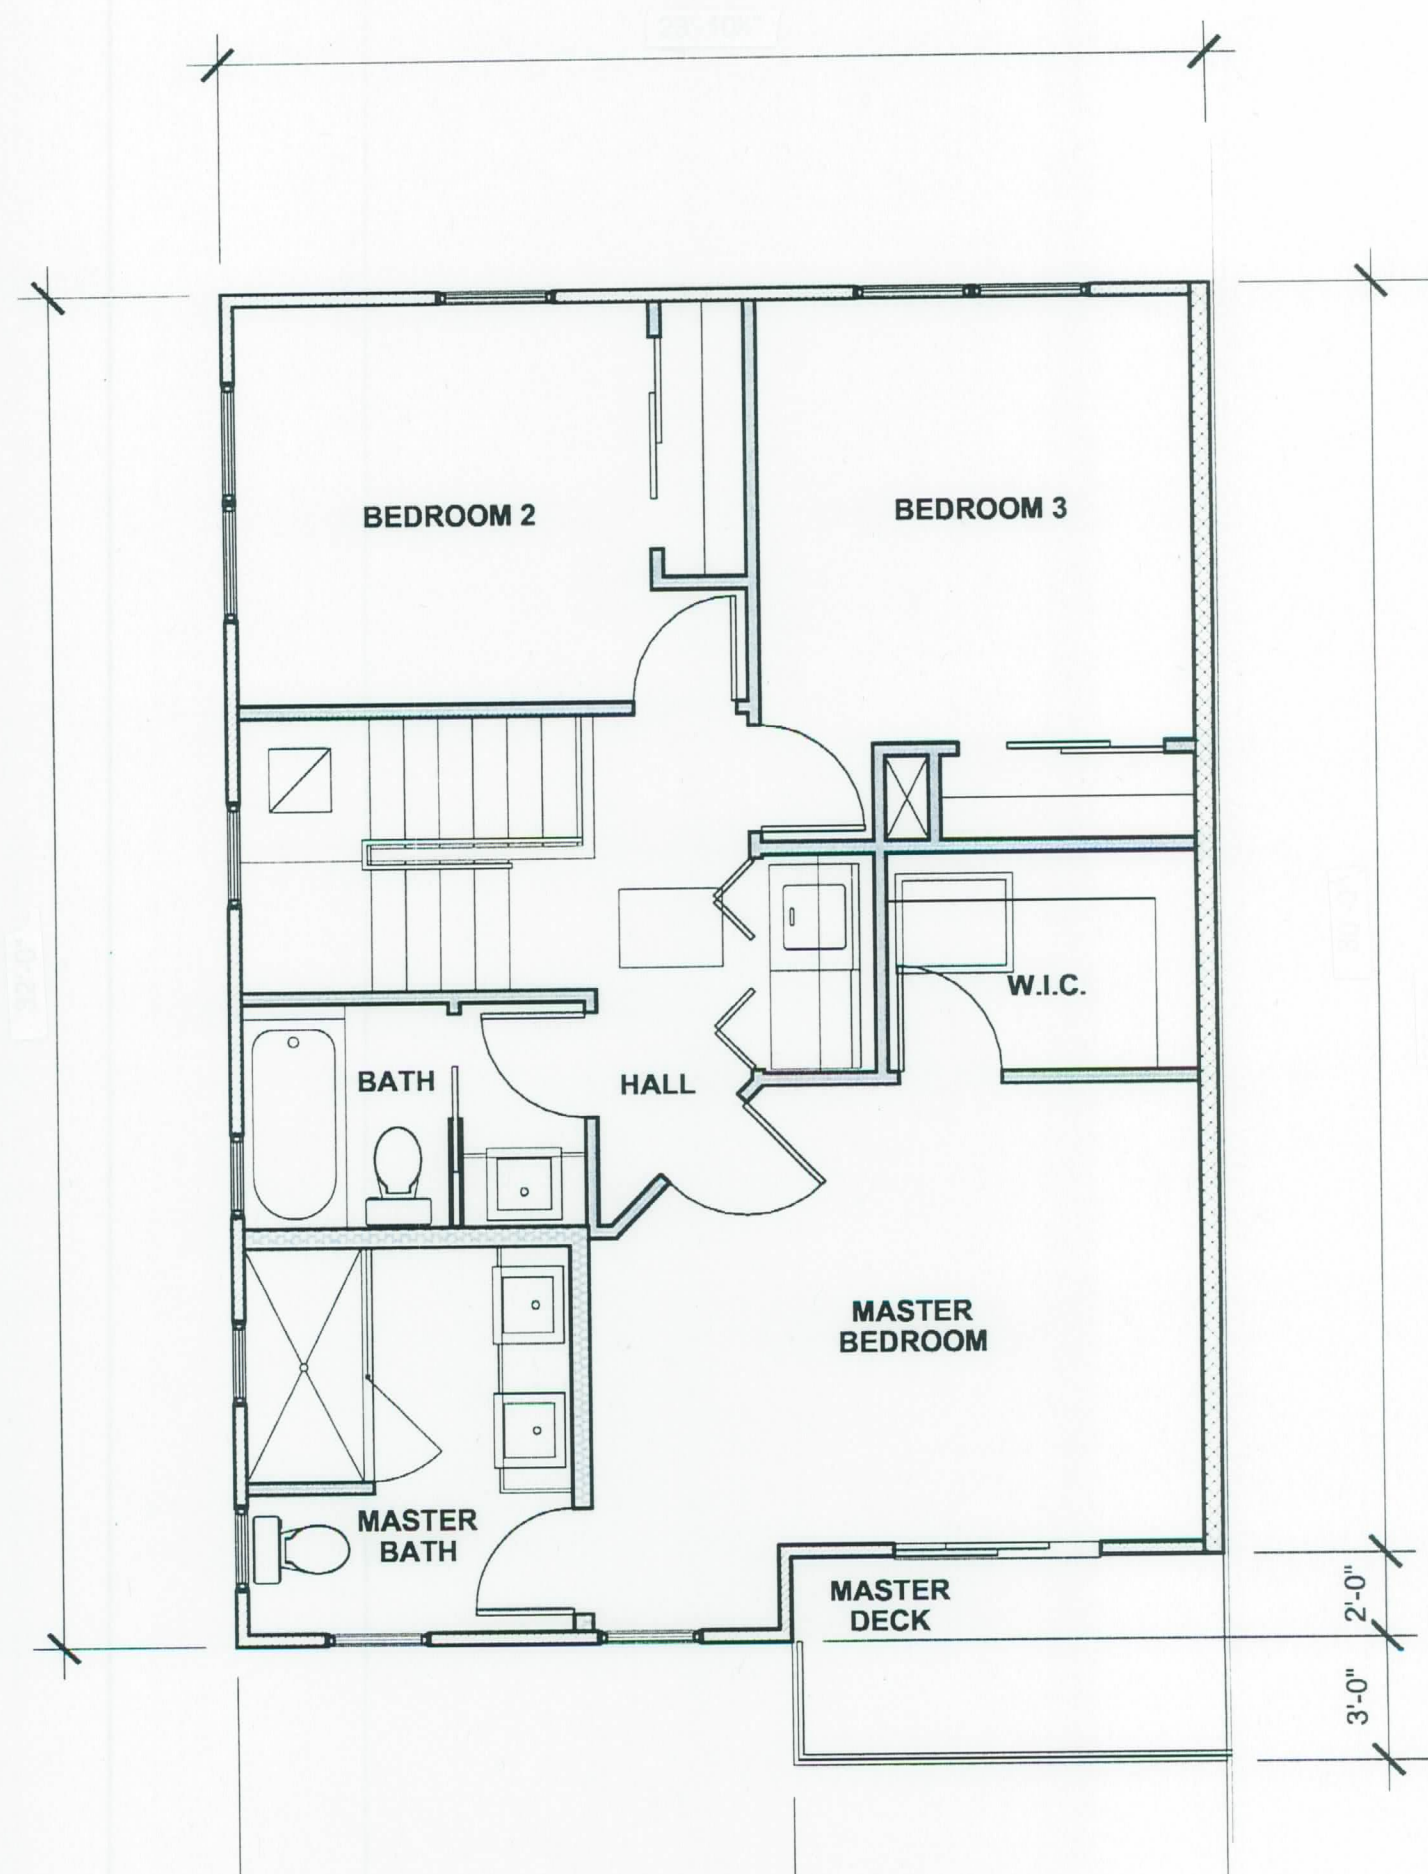 BEDROOM 2
BEDROOM 3
W.I.C.
BATH
HALL
MASTER
BEDROOM
MASTER
BATH
MASTER
DECK
2'-0"
3'-0"